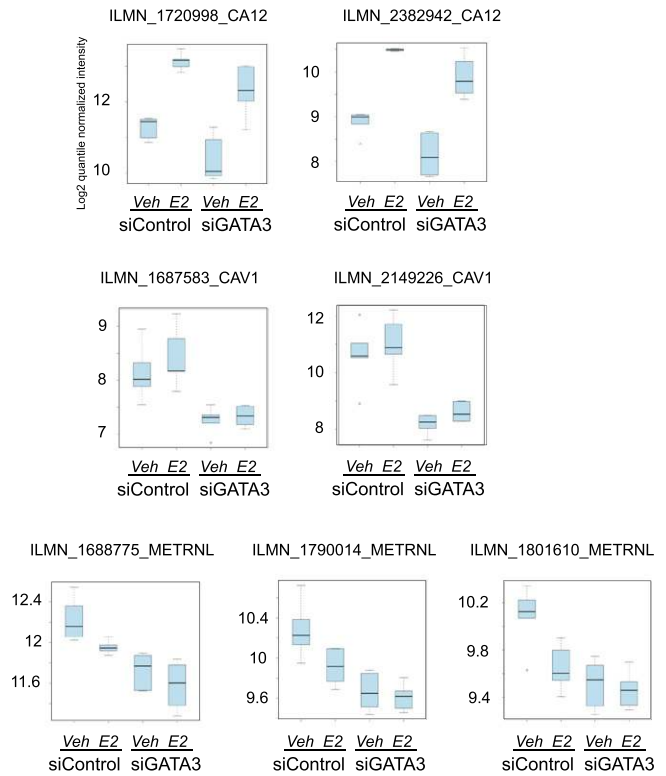 ILMN_1720998_CA12 ILMN_2382942_CA12
Log2 quantile normalized intensity
12
10
10
9
8
Veh E2 Veh E2 Veh E2 Veh E2
siControl siGATA3 siControl siGATA3
ILMN_1687583_CAV1 ILMN_2149226_CAV1
9
8
7
12
10
8
Veh E2 Veh E2 Veh E2 Veh E2
siControl siGATA3 siControl siGATA3
ILMN_1688775_METRNL ILMN_1790014_METRNL ILMN_1801610_METRNL
12.4
12
11.6
10.4
10
9.6
10.2
9.8
9.4
Veh E2 Veh E2 Veh E2 Veh E2 Veh E2 Veh E2
siControl siGATA3 siControl siGATA3 siControl siGATA3